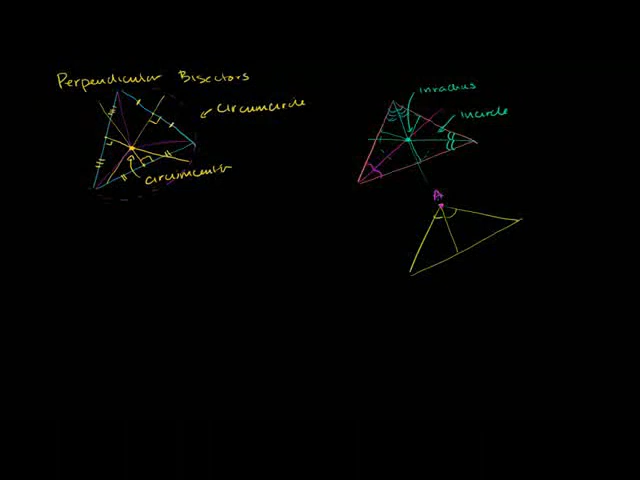 Perpendicular Bisectors
circumcircle
circumcenter
inradius
incircle
A